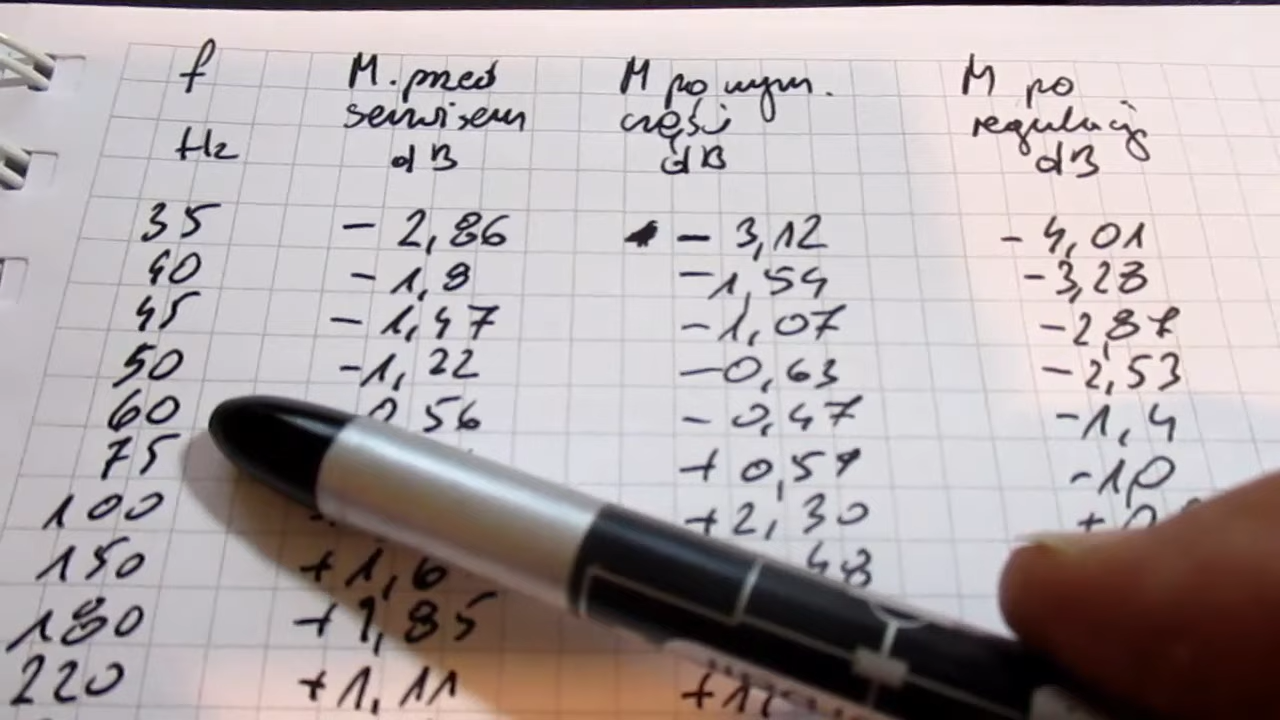 f M. przed M po wym. M po
serwisem części regulacji
Hz dB dB dB
35 - 2,86 - 3,12 - 4,01
40 - 1,8 - 1,54 - 3,28
45 - 1,47 - 1,07 - 2,87
50 - 1,22 - 0,63 - 2,53
60 0,56 - 0,47 - 1,4
75 - 1,0
100 + 2,30
150 + 1,6 48
180 + 1,85
220 + 1,11